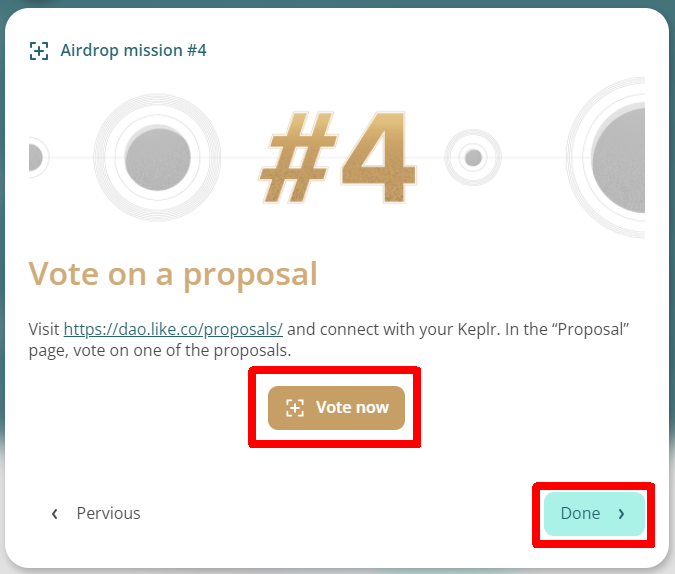 Airdrop mission #4
#4
Vote on a proposal
Visit https://dao.like.co/proposals/ and connect with your Keplr. In the “Proposal”
page, vote on one of the proposals.
Vote now
Pervious
Done